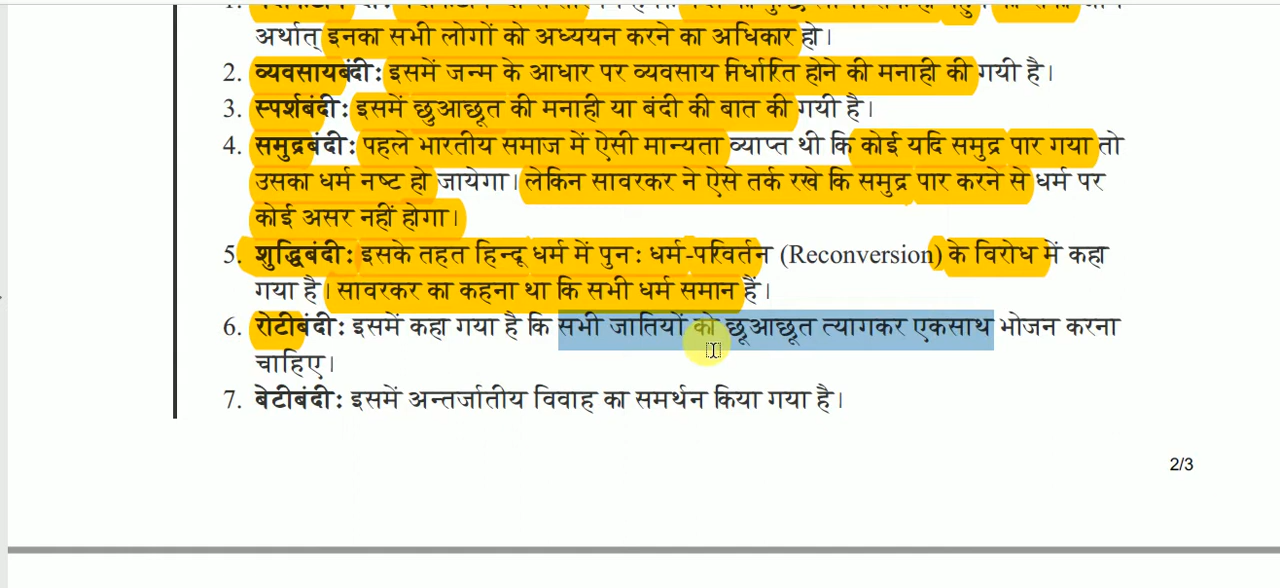 अर्थात् इनका सभी लोगों को अध्ययन करने का अधिकार हो।
2. व्यवसायबंदी: इसमें जन्म के आधार पर व्यवसाय निर्धारित होने की मनाही की गयी है।
3. स्पर्शबंदी: इसमें छुआछूत की मनाही या बंदी की बात की गयी है।
4. समुद्रबंदी: पहले भारतीय समाज में ऐसी मान्यता व्याप्त थी कि कोई यदि समुद्र पार गया तो
उसका धर्म नष्ट हो जायेगा। लेकिन सावरकर ने ऐसे तर्क रखे कि समुद्र पार करने से धर्म पर
कोई असर नहीं होगा।
5. शुद्धिबंदी: इसके तहत हिन्दू धर्म में पुन: धर्म-परिवर्तन (Reconversion) के विरोध में कहा
गया है। सावरकर का कहना था कि सभी धर्म समान हैं।
6. रोटीबंदी: इसमें कहा गया है कि सभी जातियों को छूआछूत त्यागकर एकसाथ भोजन करना
चाहिए।
7. बेटीबंदी: इसमें अन्तर्जातीय विवाह का समर्थन किया गया है।
2/3